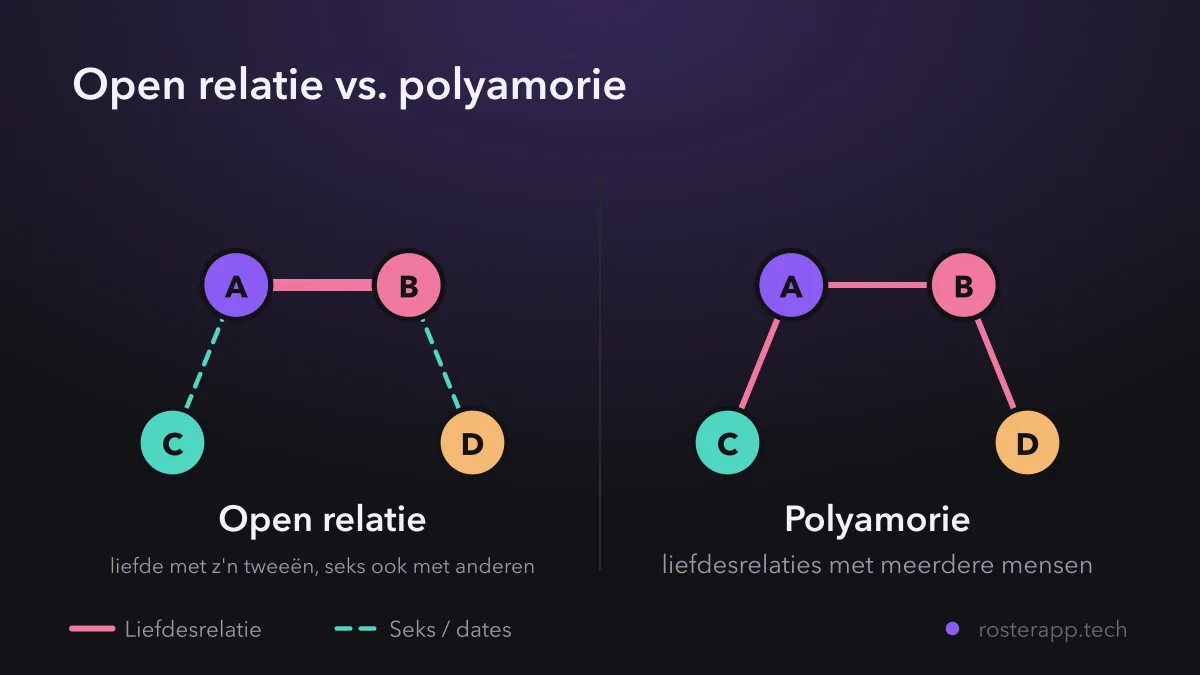 Open relatie vs. polyamorie
A
B
C
D
A
B
C
D
Open relatie
liefde met z'n tweeën, seks ook met anderen
Polyamorie
liefdesrelaties met meerdere mensen
Liefdesrelatie
Seks / dates
rosterapp.tech